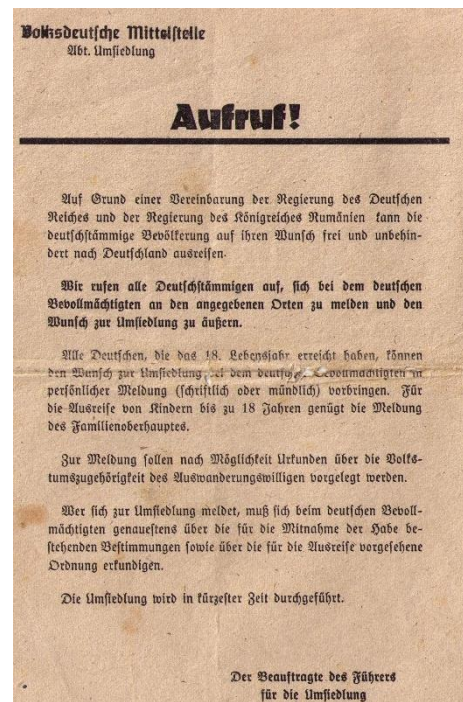 Volksdeutsche Mittelstelle
Abt. Umsiedlung
Aufruf!
Auf Grund einer Vereinbarung der Regierung des Deutschen
Reiches und der Regierung des Königreiches Rumänien kann die
deutschstämmige Bevölkerung auf ihren Wunsch frei und unbehin-
dert nach Deutschland ausreisen.
Wir rufen alle Deutschstämmigen auf, sich bei dem deutschen
Bevollmächtigten an den angegebenen Orten zu melden und den
Wunsch zur Umsiedlung zu äußern.
Alle Deutschen, die das 18. Lebensjahr erreicht haben, können
den Wunsch zur Umsiedlung bei dem deutschen Bevollmächtigten in
persönlicher Meldung (schriftlich oder mündlich) vorbringen. Für
die Ausreise von Kindern bis zu 18 Jahren genügt die Meldung
des Familienoberhauptes.
Zur Meldung sollen nach Möglichkeit Urkunden über die Volks-
tumszugehörigkeit des Auswanderungswilligen vorgelegt werden.
Wer sich zur Umsiedlung meldet, muß sich beim deutschen Bevoll-
mächtigten genauestens über die für die Mitnahme der Habe be-
stehenden Bestimmungen sowie über die für die Ausreise vorgesehene
Ordnung erkundigen.
Die Umsiedlung wird in kürzester Zeit durchgeführt.
Der Beauftragte des Führers
für die Umsiedlung